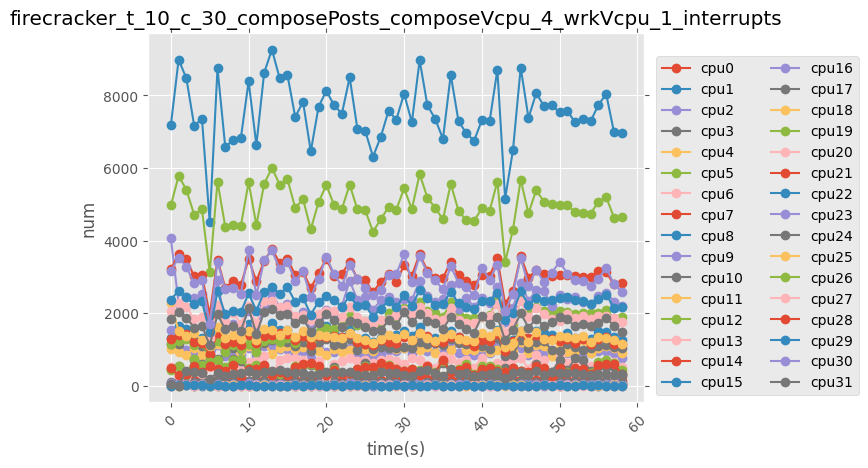 firecracker_t_10_c_30_composePosts_composeVcpu_4_wrkVcpu_1_interrupts
num
8000
6000
4000
2000
0
0
10
20
30
40
50
60
time(s)
cpu0
cpu1
cpu2
cpu3
cpu4
cpu5
cpu6
cpu7
cpu8
cpu9
cpu10
cpu11
cpu12
cpu13
cpu14
cpu15
cpu16
cpu17
cpu18
cpu19
cpu20
cpu21
cpu22
cpu23
cpu24
cpu25
cpu26
cpu27
cpu28
cpu29
cpu30
cpu31